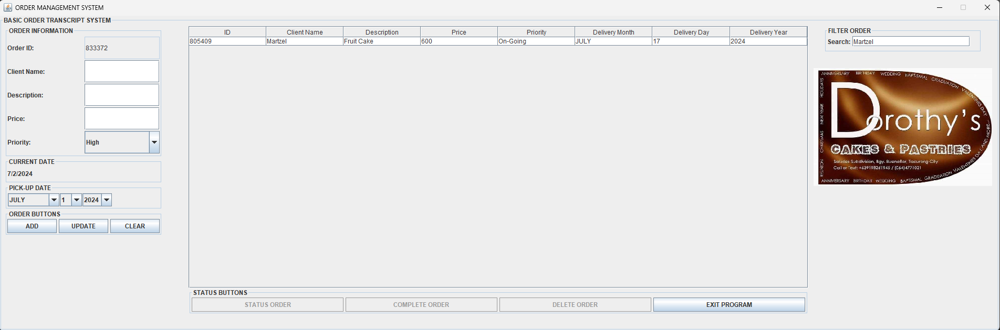 ORDER MANAGEMENT SYSTEM
BASIC ORDER TRANSCRIPT SYSTEM
ORDER INFORMATION
Order ID: 833372
Client Name:
Description:
Price:
Priority: High
CURRENT DATE
7/2/2024
PICK-UP DATE
JULY 1 2024
ORDER BUTTONS
ADD UPDATE CLEAR
ID Client Name Description Price Priority Delivery Month Delivery Day Delivery Year
805409 Martzel Fruit Cake 600 On-Going JULY 17 2024
STATUS BUTTONS
STATUS ORDER COMPLETE ORDER DELETE ORDER EXIT PROGRAM
FILTER ORDER
Search: Martzel
ANNIVERSARY BIRTHDAY WEDDING BAPTISMAL GRADUATION VALENTINES DAY AND MORE...
REUNION CHRISTMAS NEW YEAR HOLIDAYS
Dorothy's
CAKES & PASTRIES
Saludes Subdivision, Bgy. Buenaflor, Tacurong City
Call or Text: +639198261945 / (064)4771021
ANNIVERSARY BIRTHDAY WEDDING BAPTISMAL GRADUATION VALENTINES DAY